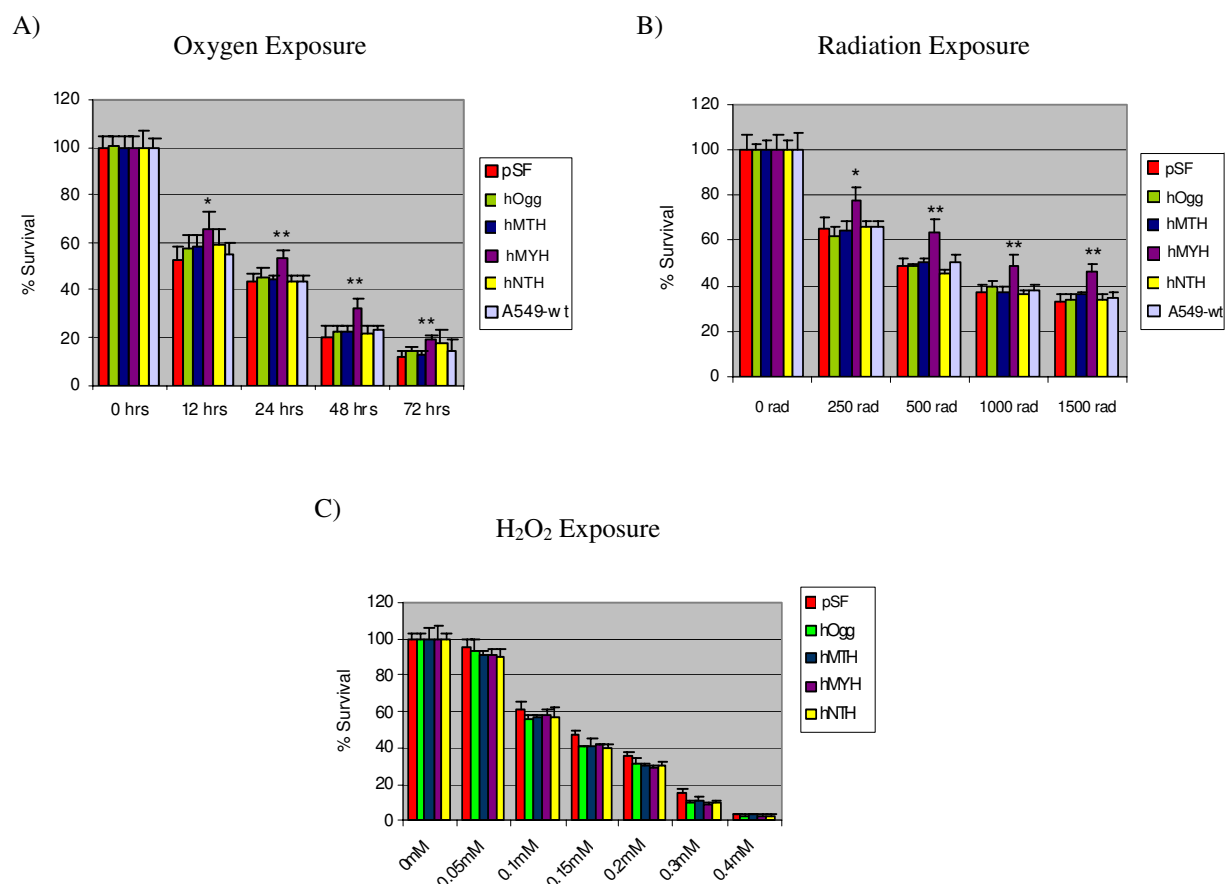 A)
Oxygen Exposure
120
100
80
60
40
20
0
% Survival
*
**
**
**
0 hrs 12 hrs 24 hrs 48 hrs 72 hrs
pSF
hOgg
hMTH
hMYH
hNTH
A549-wt
B)
Radiation Exposure
120
100
80
60
40
20
0
% Survival
*
**
**
**
0 rad 250 rad 500 rad 1000 rad 1500 rad
pSF
hOgg
hMTH
hMYH
hNTH
A549-wt
C)
H₂O₂ Exposure
120
100
80
60
40
20
0
% Survival
0mM 0.05mM 0.1mM 0.15mM 0.2mM 0.3mM 0.4mM
pSF
hOgg
hMTH
hMYH
hNTH